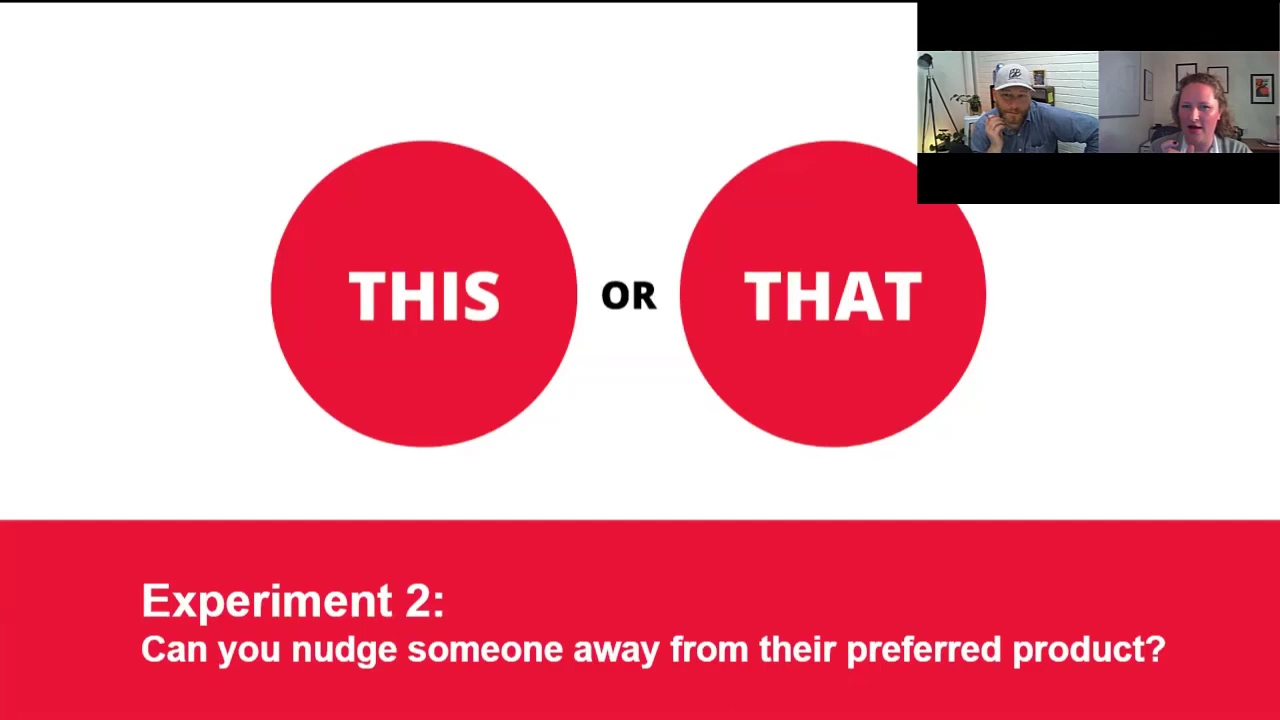 THIS
OR
THAT
Experiment 2:
Can you nudge someone away from their preferred product?